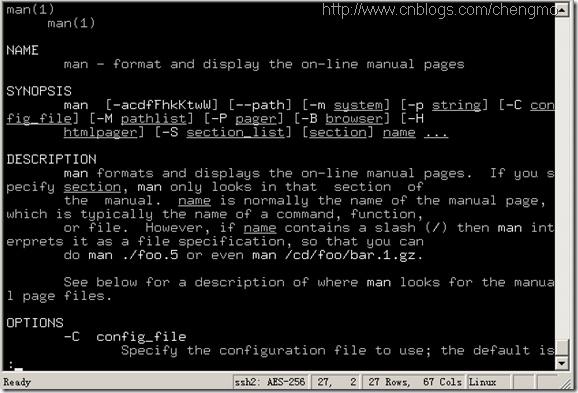 man(1)
http://www.cnblogs.com/chengmo
man(1)
NAME
man - format and display the on-line manual pages
SYNOPSIS
man [-acdfFhkKtwW] [--path] [-m system] [-p string] [-C con
fig_file] [-M pathlist] [-P pager] [-B browser] [-H
htmlpager] [-S section_list] [section] name ...
DESCRIPTION
man formats and displays the on-line manual pages.  If you s
pecify section, man only looks in that  section  of
the  manual.  name is normally the name of the manual page,
which is typically the name of a command, function,
or file.  However, if name contains a slash (/) then man int
erprets it as a file specification, so that you can
do man ./foo.5 or even man /cd/foo/bar.1.gz.
See below for a description of where man looks for the manua
l page files.
OPTIONS
-C  config_file
Specify the configuration file to use; the default is
:
Ready ssh2: AES-256 27, 2 27 Rows, 67 Cols Linux